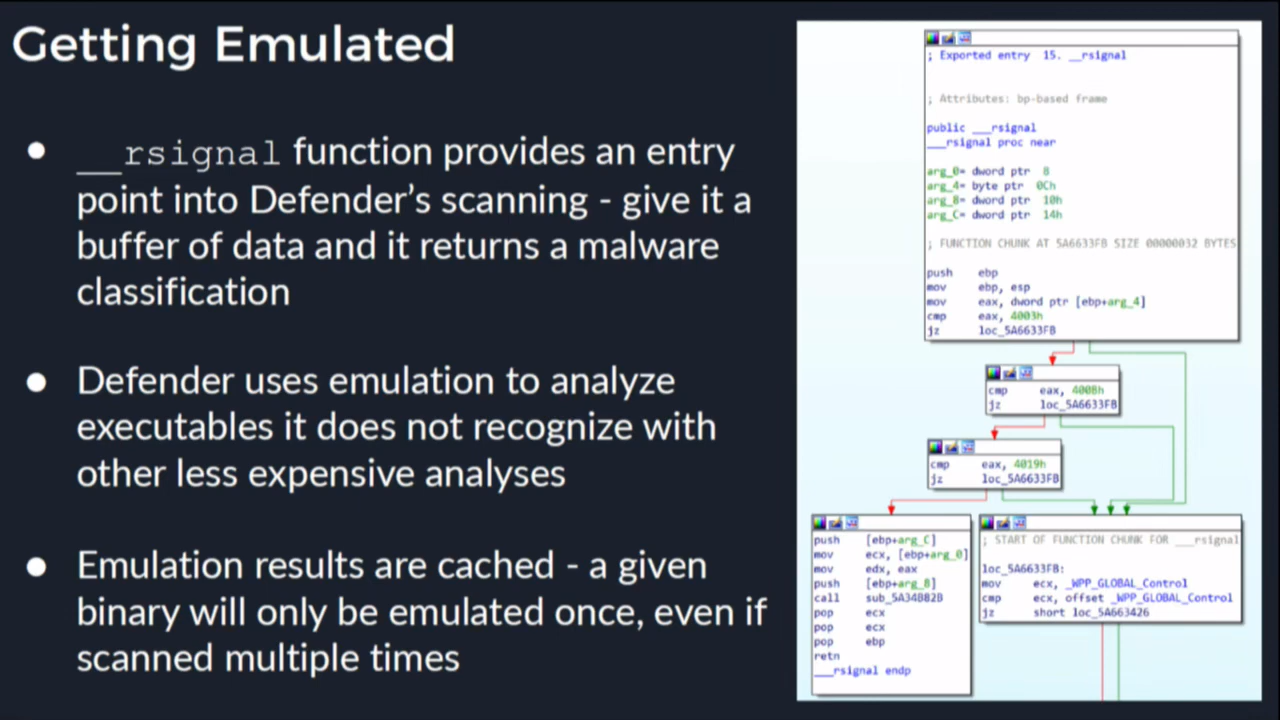 Getting Emulated
● __rsignal function provides an entry
point into Defender’s scanning - give it a
buffer of data and it returns a malware
classification
● Defender uses emulation to analyze
executables it does not recognize with
other less expensive analyses
● Emulation results are cached - a given
binary will only be emulated once, even if
scanned multiple times
; Exported entry 15. __rsignal
; Attributes: bp-based frame
public ___rsignal
___rsignal proc near
arg_0= dword ptr 8
arg_4= byte ptr 0Ch
arg_8= dword ptr 10h
arg_C= dword ptr 14h
; FUNCTION CHUNK AT 5A6633FB SIZE 00000032 BYTES
push ebp
mov ebp, esp
mov eax, dword ptr [ebp+arg_4]
cmp eax, 4003h
jz loc_5A6633FB
cmp eax, 400Bh
jz loc_5A6633FB
cmp eax, 4019h
jz loc_5A6633FB
push [ebp+arg_C]
mov ecx, [ebp+arg_0]
mov edx, eax
push [ebp+arg_8]
call sub_5A34BB2B
pop ecx
pop ecx
pop ebp
retn
___rsignal endp
; START OF FUNCTION CHUNK FOR ___rsignal
loc_5A6633FB:
mov ecx, _WPP_GLOBAL_Control
cmp ecx, offset _WPP_GLOBAL_Control
jz short loc_5A663426